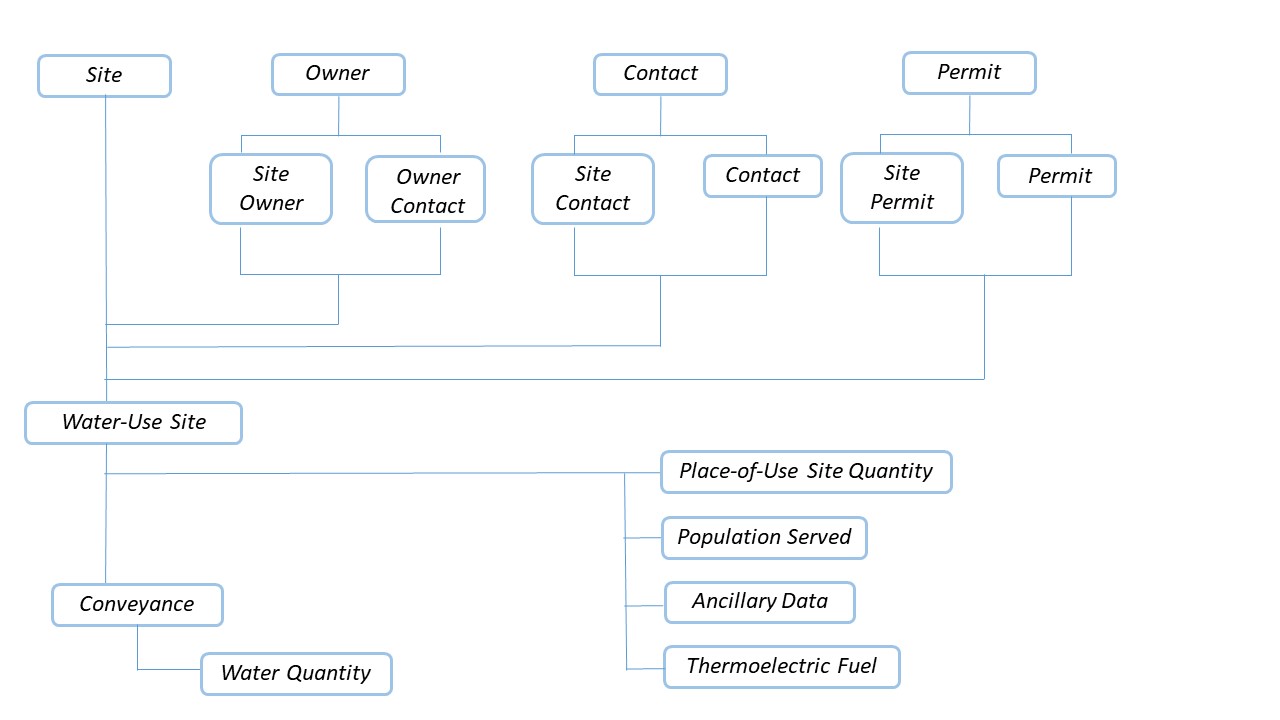 Site
Owner
Contact
Permit
Site
Owner
Owner
Contact
Site
Contact
Contact
Site
Permit
Permit
Water-Use Site
Place-of-Use Site Quantity
Population Served
Ancillary Data
Conveyance
Thermoelectric Fuel
Water Quantity